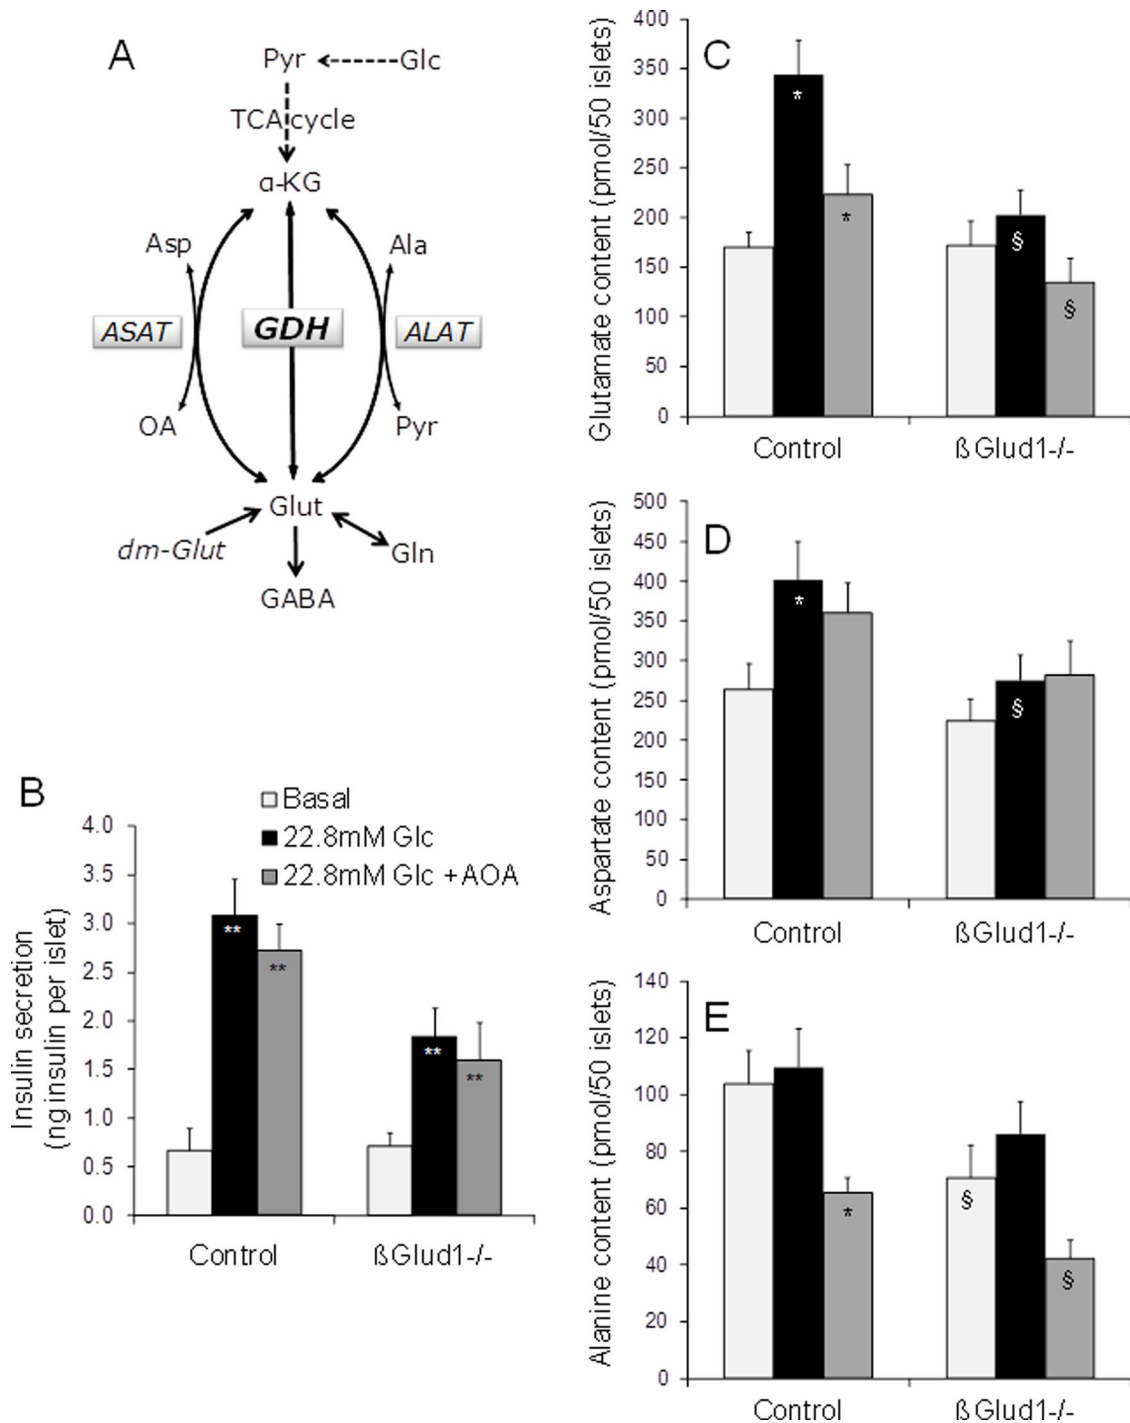 A
Pyr
Glc
TCA cycle
α-KG
Asp
Ala
ASAT
GDH
ALAT
OA
Pyr
Glut
dm-Glut
Gln
GABA
B
Basal
22.8mM Glc
22.8mM Glc +AOA
Insulin secretion
(ng insulin per islet)
4.0
3.5
3.0
2.5
2.0
1.5
1.0
0.5
0.0
**
**
**
**
Control
ßGlud1-/-
C
Glutamate content (pmol/50 islets)
400
350
300
250
200
150
100
50
0
*
*
§
§
Control
ßGlud1-/-
D
Aspartate content (pmol/50 islets)
500
450
400
350
300
250
200
150
100
50
0
*
§
Control
ßGlud1-/-
E
Alanine content (pmol/50 islets)
140
120
100
80
60
40
20
0
*
§
§
Control
ßGlud1-/-